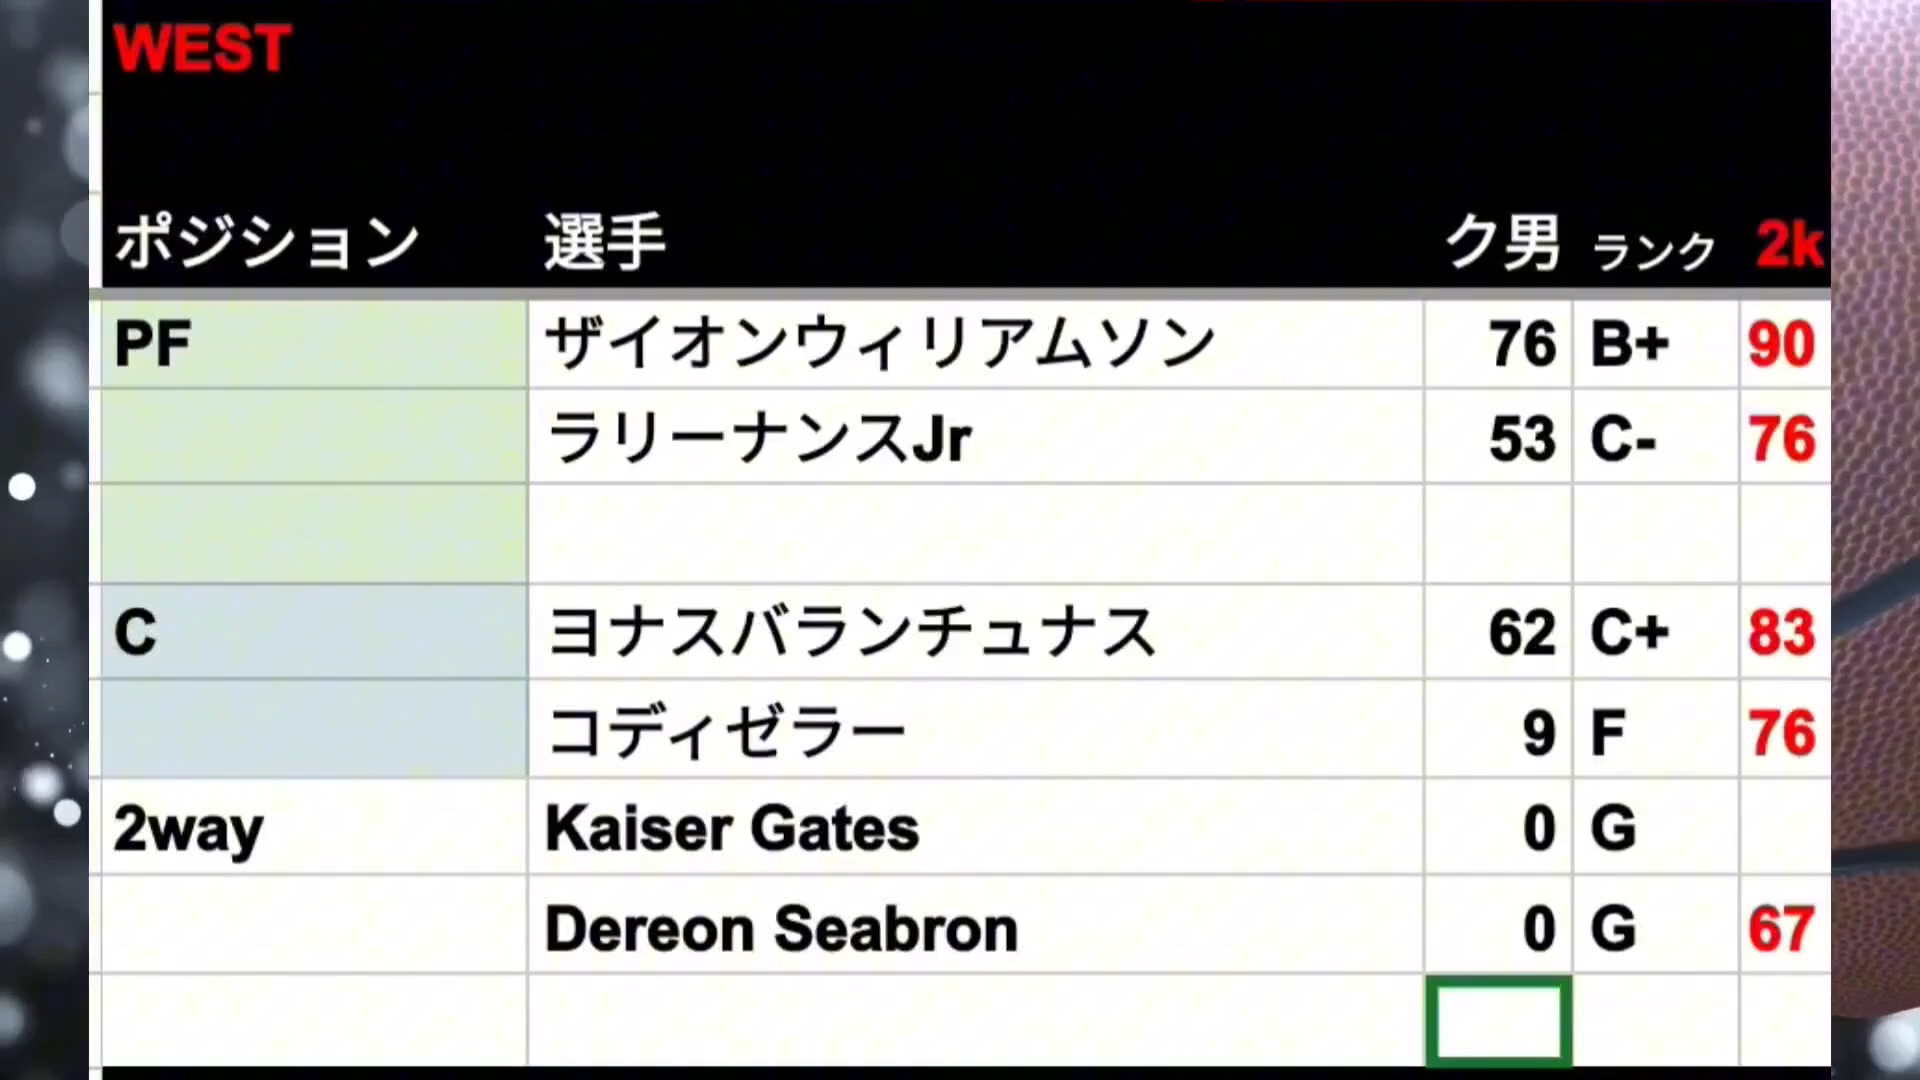 WEST
ポジション 選手 ク男 ランク 2k
PF ザイオンウィリアムソン 76 B+ 90
ラリーナンスJr 53 C- 76
C ヨナスバランチュナス 62 C+ 83
コディゼラー 9 F 76
2way Kaiser Gates 0 G
Dereon Seabron 0 G 67